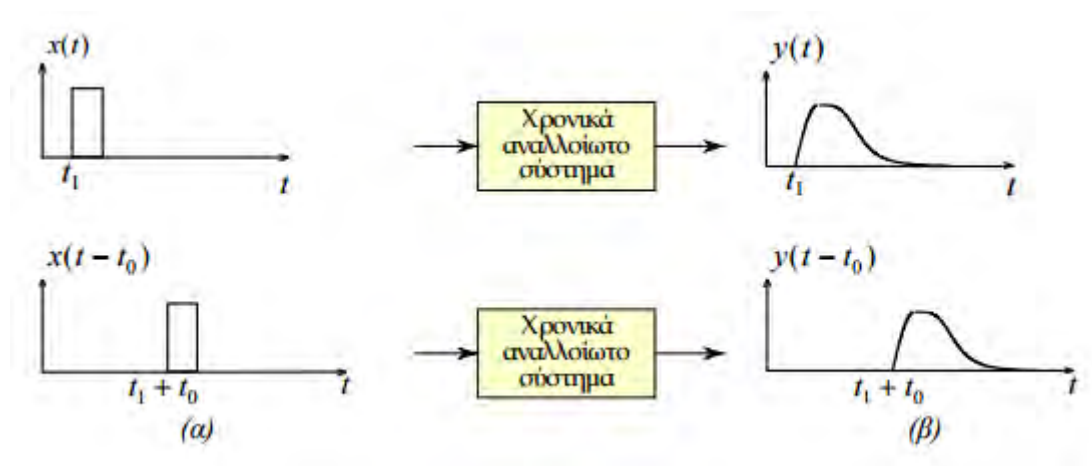 x(t)
t₁
t
Χρονικά
αναλλοίωτο
σύστημα
y(t)
t₁
t
x(t − t₀)
t₁ + t₀
t
(α)
Χρονικά
αναλλοίωτο
σύστημα
y(t − t₀)
t₁ + t₀
t
(β)